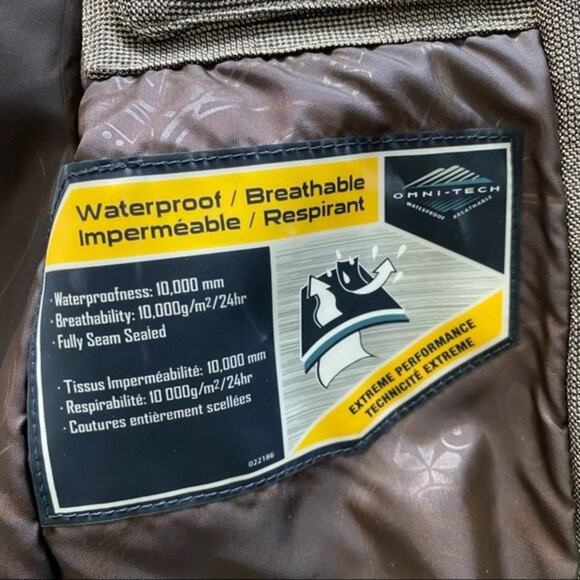 Waterproof / Breathable
Imperméable / Respirant
OMNI-TECH
WATERPROOF BREATHABLE
· Waterproofness: 10,000 mm
· Breathability: 10,000g/m²/24hr
· Fully Seam Sealed
· Tissus Imperméabilité: 10,000 mm
· Respirabilité: 10 000g/m²/24hr
· Coutures entièrement scellées
EXTREME PERFORMANCE
TECHNICITÉ EXTREME
022186